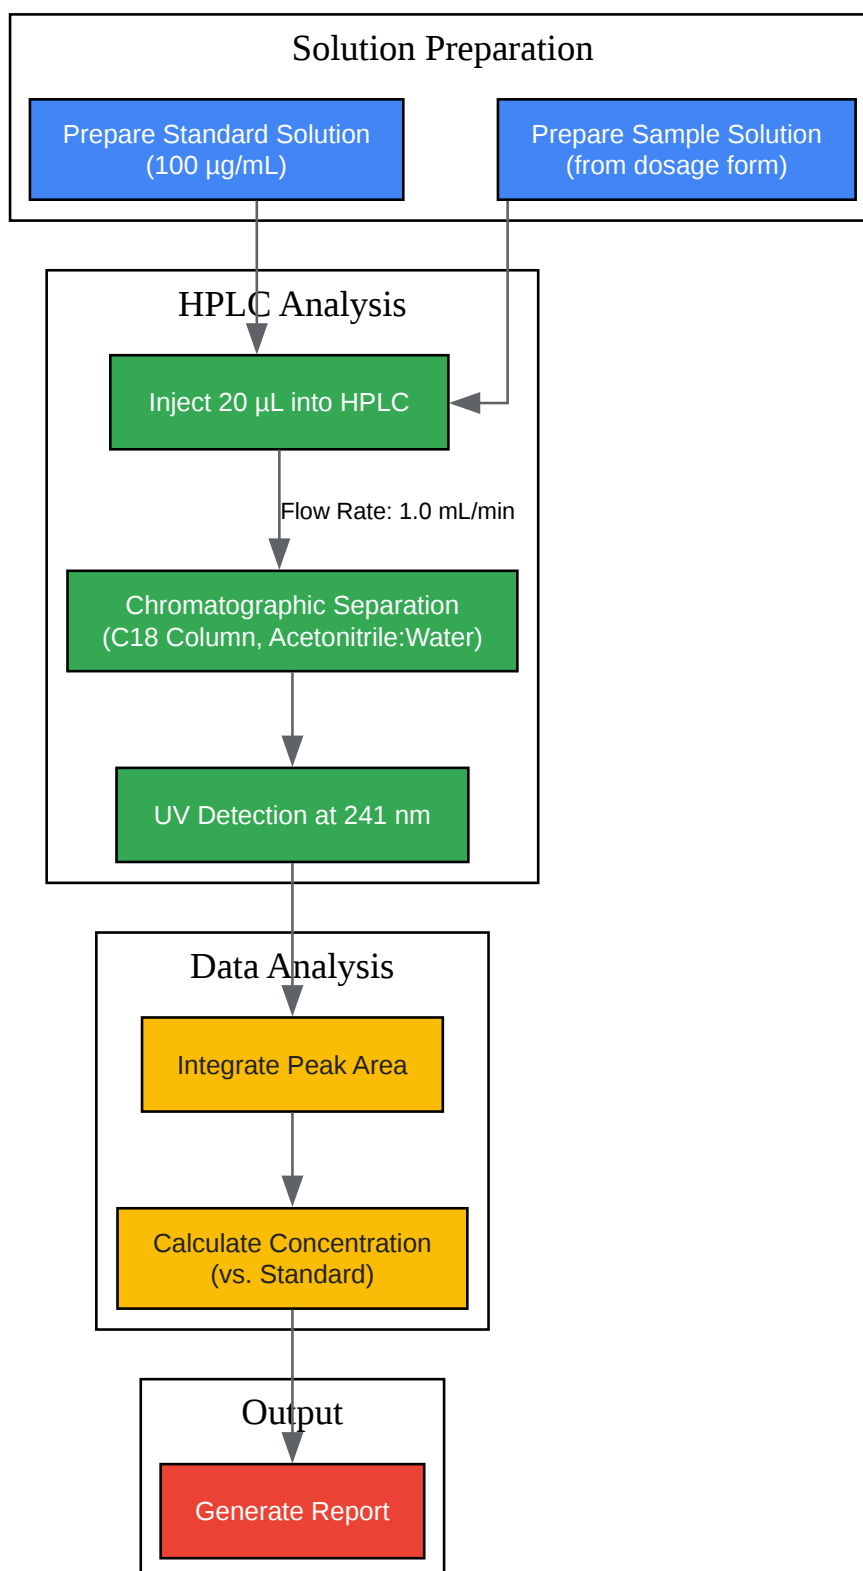 Solution Preparation
Prepare Standard Solution
(100 µg/mL)
Prepare Sample Solution
(from dosage form)
HPLC Analysis
Inject 20 µL into HPLC
Flow Rate: 1.0 mL/min
Chromatographic Separation
(C18 Column, Acetonitrile:Water)
UV Detection at 241 nm
Data Analysis
Integrate Peak Area
Calculate Concentration
(vs. Standard)
Output
Generate Report